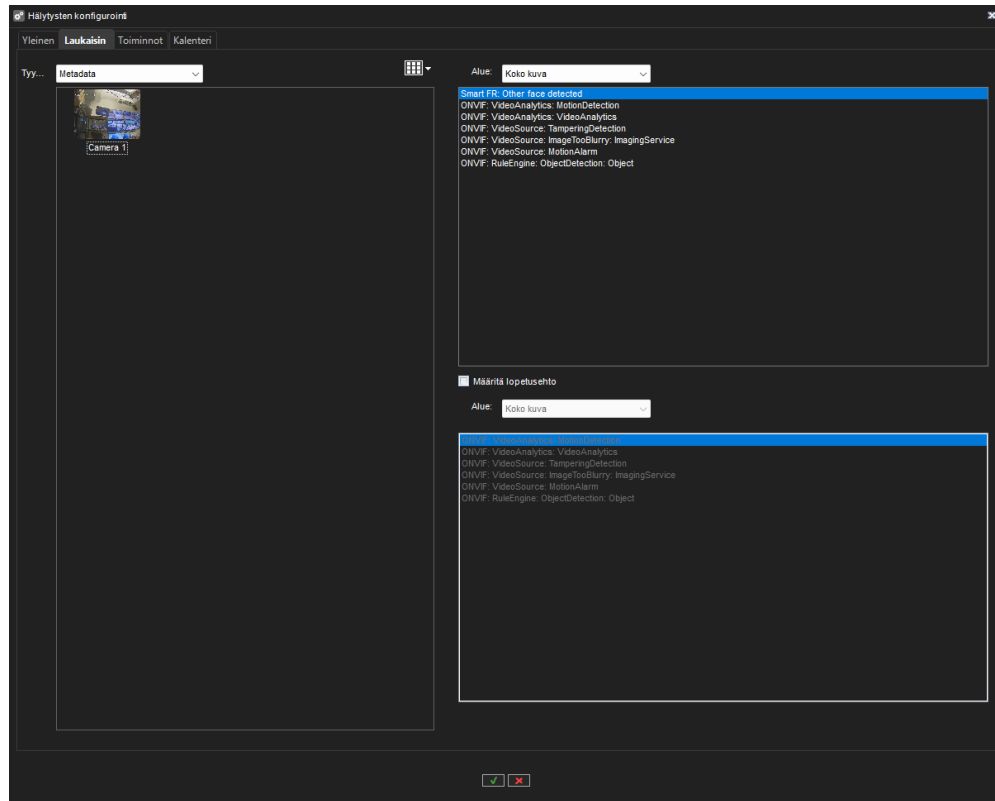 Hälytysten konfigurointi
Yleinen Laukaisin Toiminnot Kalenteri
Tyy... Metadata
Camera 1
Alue: Koko kuva
Smart FR: Other face detected
ONVIF: VideoAnalytics: MotionDetection
ONVIF: VideoAnalytics: VideoAnalytics
ONVIF: VideoSource: TamperingDetection
ONVIF: VideoSource: ImageTooBlurry: ImagingService
ONVIF: VideoSource: MotionAlarm
ONVIF: RuleEngine: ObjectDetection: Object
Määritä lopetusehto
Alue: Koko kuva
ONVIF: VideoAnalytics: MotionDetection
ONVIF: VideoAnalytics: VideoAnalytics
ONVIF: VideoSource: TamperingDetection
ONVIF: VideoSource: ImageTooBlurry: ImagingService
ONVIF: VideoSource: MotionAlarm
ONVIF: RuleEngine: ObjectDetection: Object